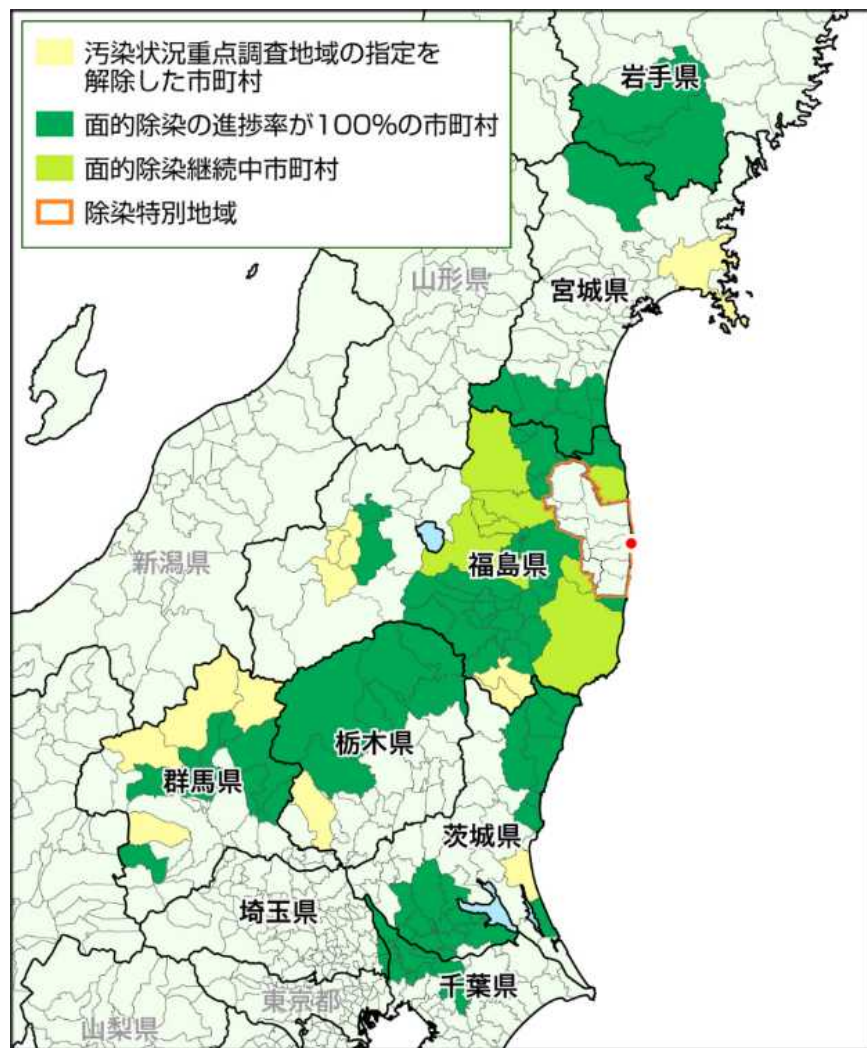 汚染状況重点調査地域の指定を
解除した市町村
面的除染の進捗率が100%の市町村
面的除染継続中市町村
除染特別地域
岩手県
山形県
宮城県
新潟県
福島県
栃木県
群馬県
茨城県
埼玉県
千葉県
東京都
山梨県